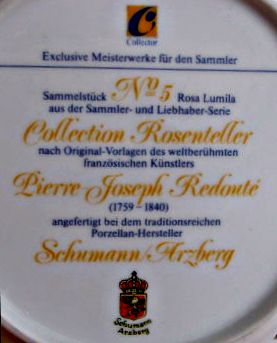 Collector
Exclusive Meisterwerke für den Sammler
Sammelstück No 5 Rosa Lumila
aus der Sammler- und Liebhaber-Serie
Collection Rosenteller
nach Original-Vorlagen des weltberühmten
französischen Künstlers
Pierre-Joseph Redouté
(1759-1840)
angefertigt bei dem traditionsreichen
Porzellan-Hersteller
Schumann/Arzberg
Schumann
Arzberg